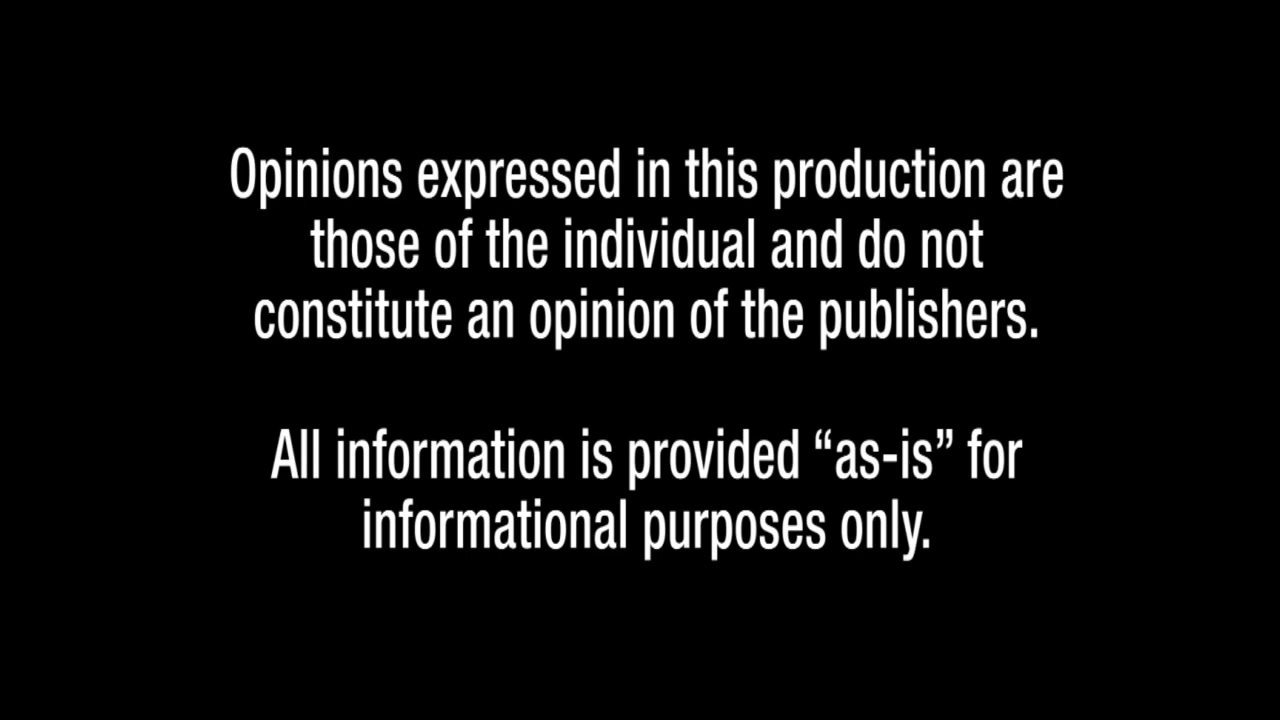 Opinions expressed in this production are
those of the individual and do not
constitute an opinion of the publishers.
All information is provided “as-is” for
informational purposes only.